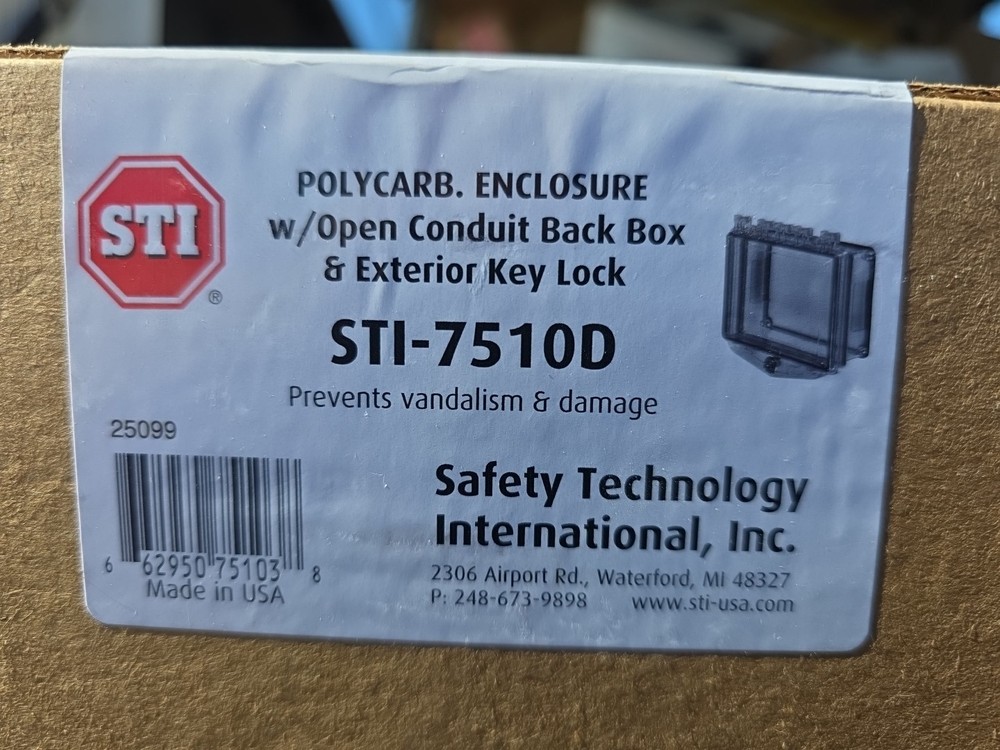 STI
®
POLYCARB. ENCLOSURE
w/Open Conduit Back Box
& Exterior Key Lock
STI-7510D
Prevents vandalism & damage
25099
6 62950 75103 8
Made in USA
Safety Technology
International, Inc.
2306 Airport Rd., Waterford, MI 48327
P: 248-673-9898 www.sti-usa.com